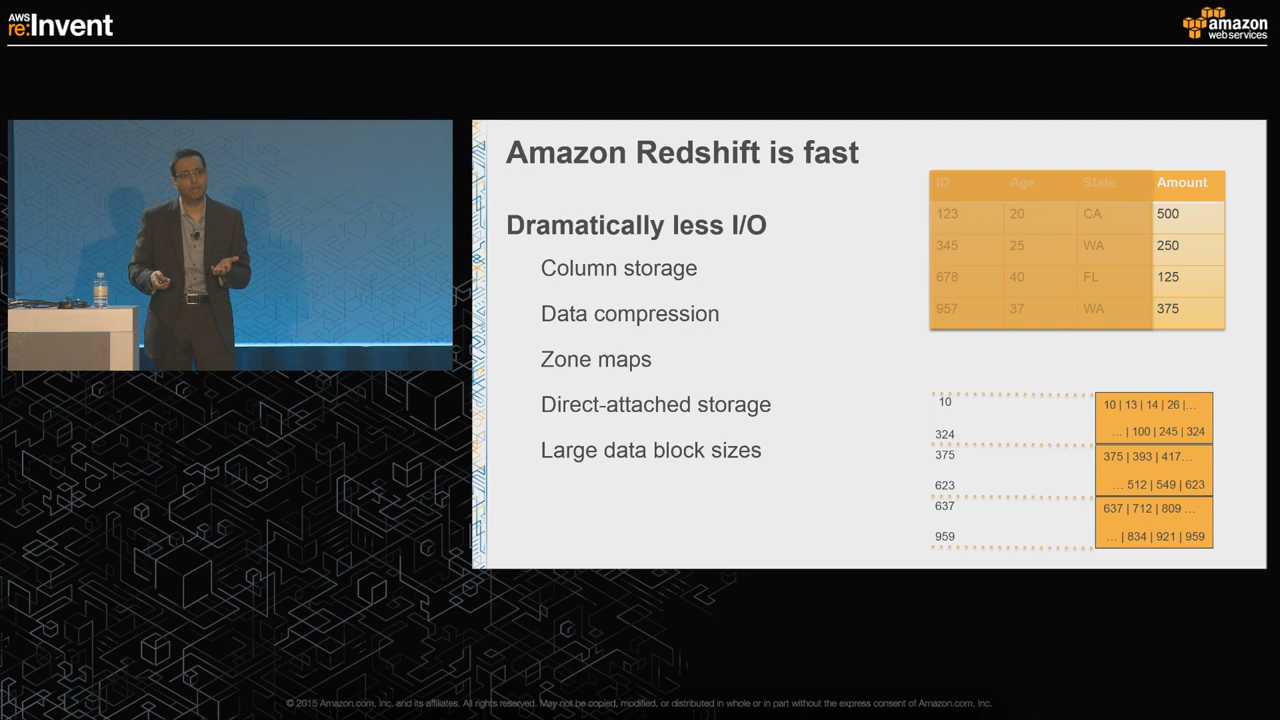 AWS
re:Invent
amazon
web services
Amazon Redshift is fast
Dramatically less I/O
Column storage
Data compression
Zone maps
Direct-attached storage
Large data block sizes
ID Age State Amount
123 20 CA 500
345 25 WA 250
678 40 FL 125
957 37 WA 375
10
324
375
623
637
959
10 | 13 | 14 | 26 |...
... | 100 | 245 | 324
375 | 393 | 417...
... 512 | 549 | 623
637 | 712 | 809 ...
... | 834 | 921 | 959
© 2015 Amazon.com, Inc. and its affiliates. All rights reserved. May not be copied, modified, or distributed in whole or in part without the express consent of Amazon.com, Inc.